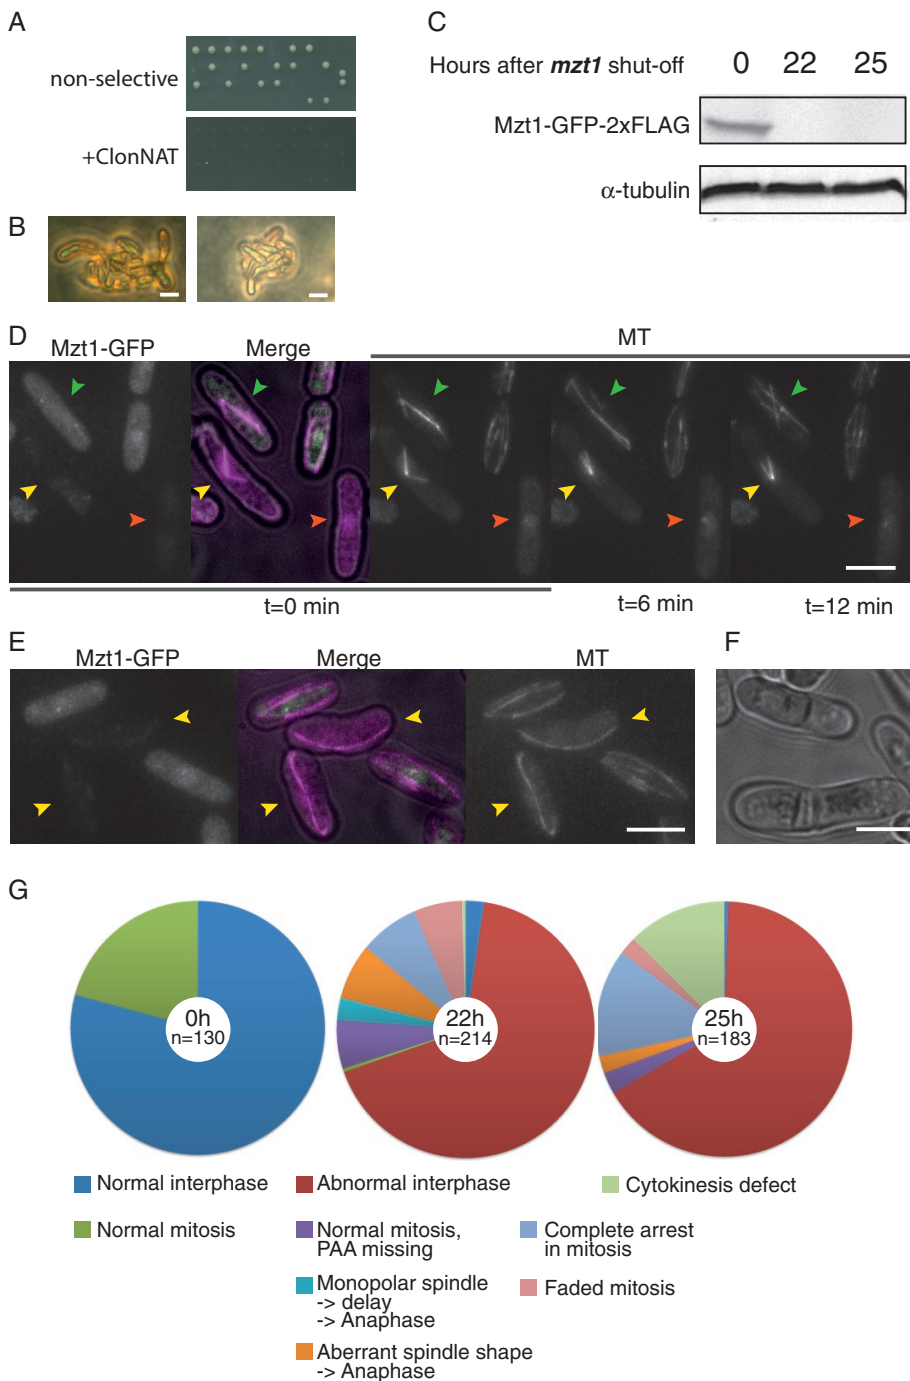 A
non-selective
+ClonNAT
B
C
Hours after mzt1 shut-off 0 22 25
Mzt1-GFP-2xFLAG
α-tubulin
D
Mzt1-GFP Merge MT
t=0 min t=6 min t=12 min
E
Mzt1-GFP Merge MT
F
G
0h
n=130
22h
n=214
25h
n=183
Normal interphase
Normal mitosis
Abnormal interphase
Normal mitosis,
PAA missing
Monopolar spindle
-> delay
-> Anaphase
Aberrant spindle shape
-> Anaphase
Cytokinesis defect
Complete arrest
in mitosis
Faded mitosis